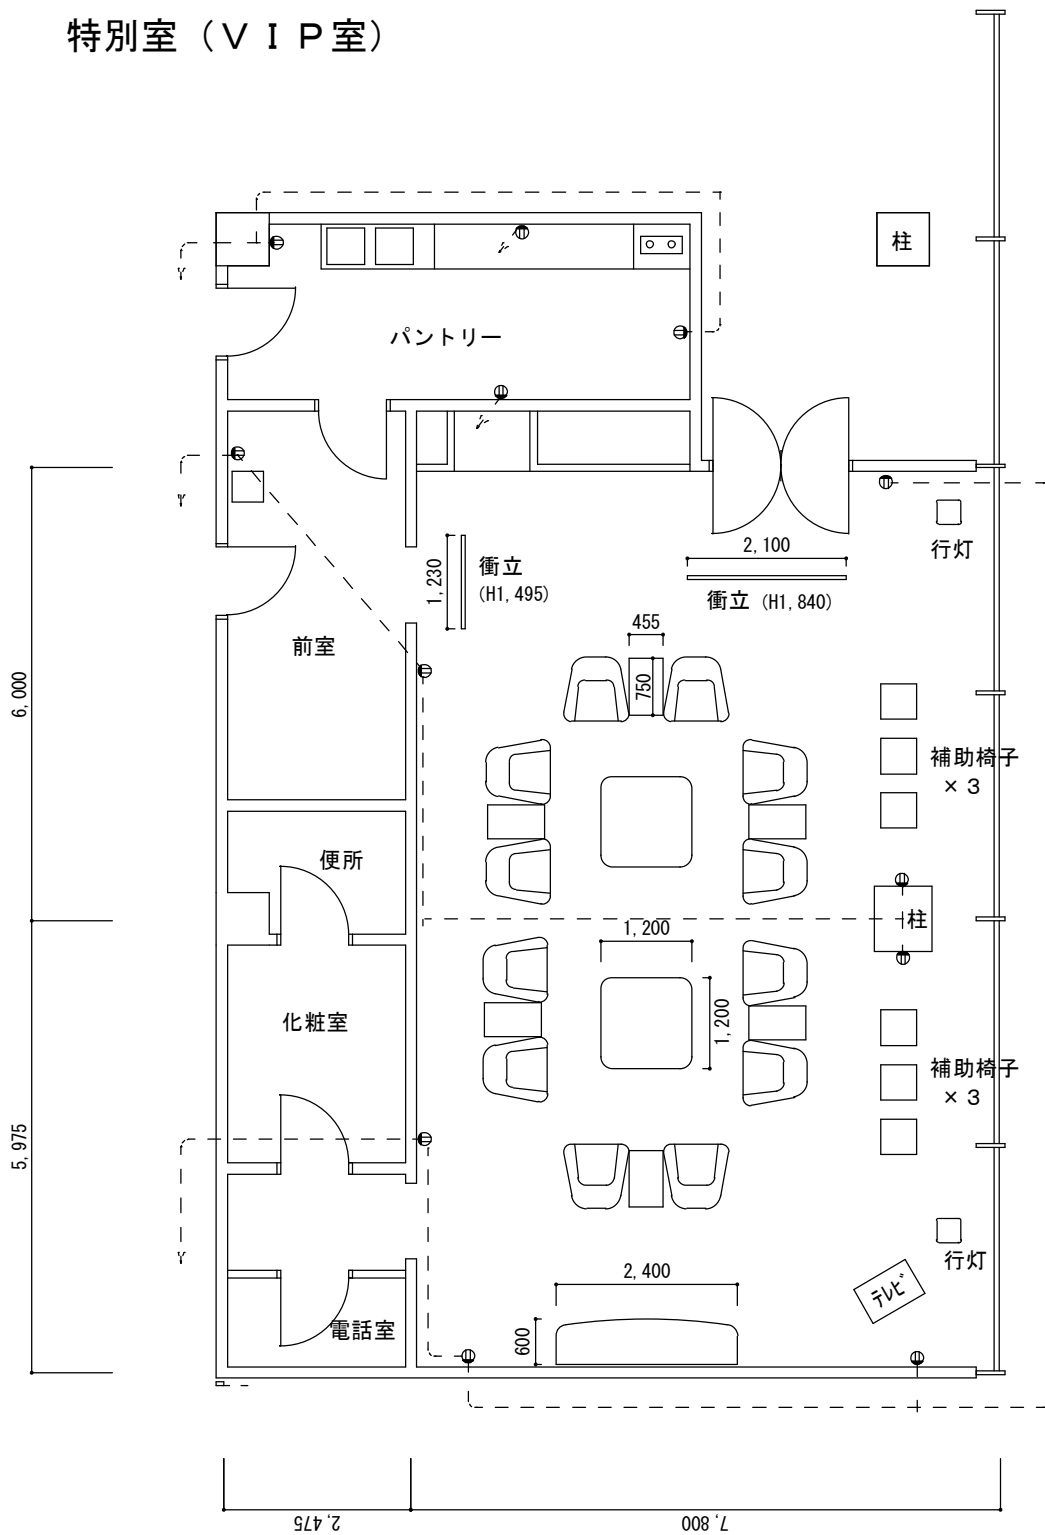 特別室（ＶＩＰ室）
柱
パントリー
行灯
2,100
衝立 (H1,840)
1,230
衝立
(H1,495)
455
750
前室
6,000
補助椅子
×３
便所
柱
1,200
1,200
化粧室
補助椅子
×３
5,975
行灯
テレビ
2,400
600
電話室
2,475
7,800